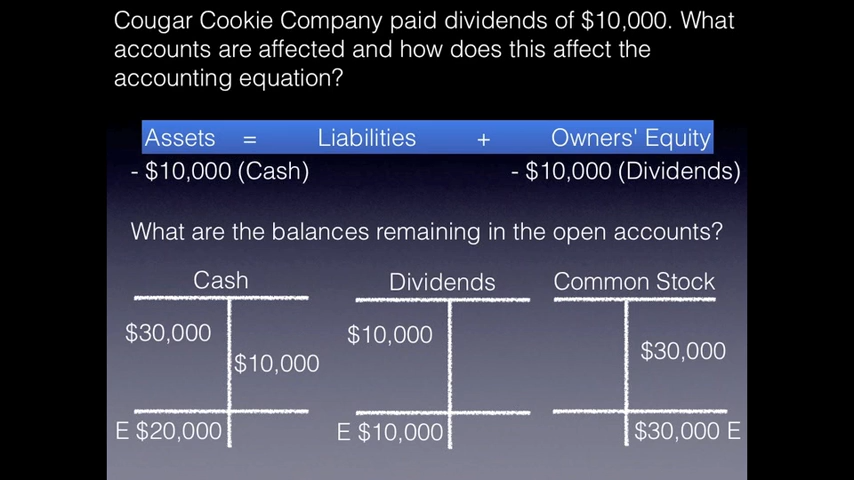 Cougar Cookie Company paid dividends of $10,000. What
accounts are affected and how does this affect the
accounting equation?
Assets = Liabilities + Owners' Equity
- $10,000 (Cash) - $10,000 (Dividends)
What are the balances remaining in the open accounts?
Cash Dividends Common Stock
$30,000 $10,000
$30,000
$10,000
E $20,000 E $10,000 $30,000 E